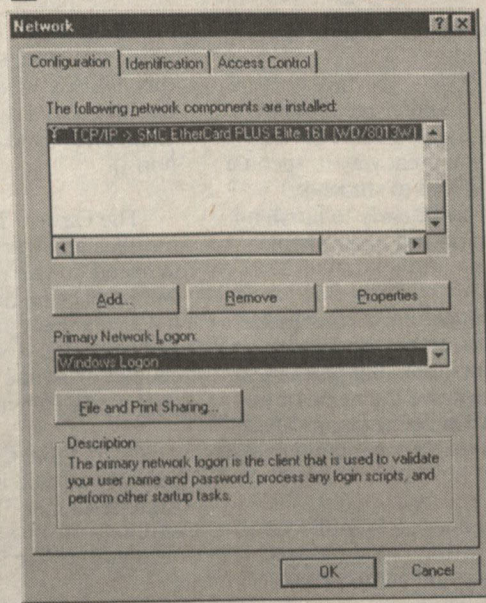 Network
Configuration Identification Access Control
The following network components are installed:
TCP/IP -> SMC EtherCard PLUS Elite 16T (WD/8013W)
Add... Remove Properties
Primary Network Logon:
Windows Logon
File and Print Sharing...
Description
The primary network logon is the client that is used to validate
your user name and password, process any login scripts, and
perform other startup tasks.
OK Cancel